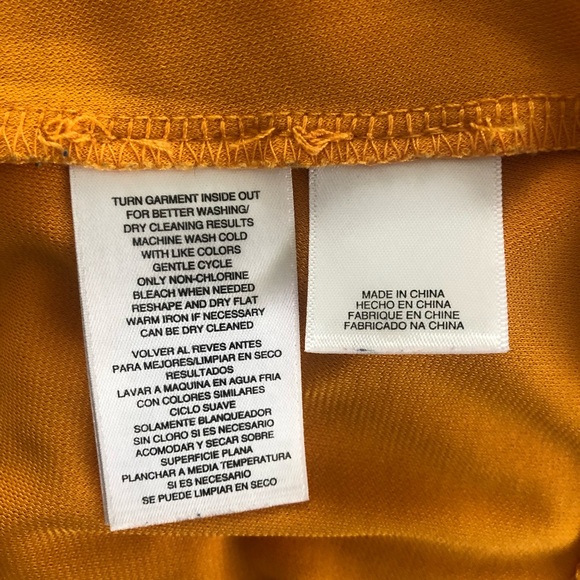 TURN GARMENT INSIDE OUT
FOR BETTER WASHING/
DRY CLEANING RESULTS
MACHINE WASH COLD
WITH LIKE COLORS
GENTLE CYCLE
ONLY NON-CHLORINE
BLEACH WHEN NEEDED
RESHAPE AND DRY FLAT
WARM IRON IF NECESSARY
CAN BE DRY CLEANED
VOLVER AL REVES ANTES
PARA MEJORES/LIMPIAR EN SECO
RESULTADOS
LAVAR A MAQUINA EN AGUA FRIA
CON COLORES SIMILARES
CICLO SUAVE
SOLAMENTE BLANQUEADOR
SIN CLORO SI ES NECESARIO
ACOMODAR Y SECAR SOBRE
SUPERFICIE PLANA
PLANCHAR A MEDIA TEMPERATURA
SI ES NECESARIO
SE PUEDE LIMPIAR EN SECO
MADE IN CHINA
HECHO EN CHINA
FABRIQUE EN CHINE
FABRICADO NA CHINA